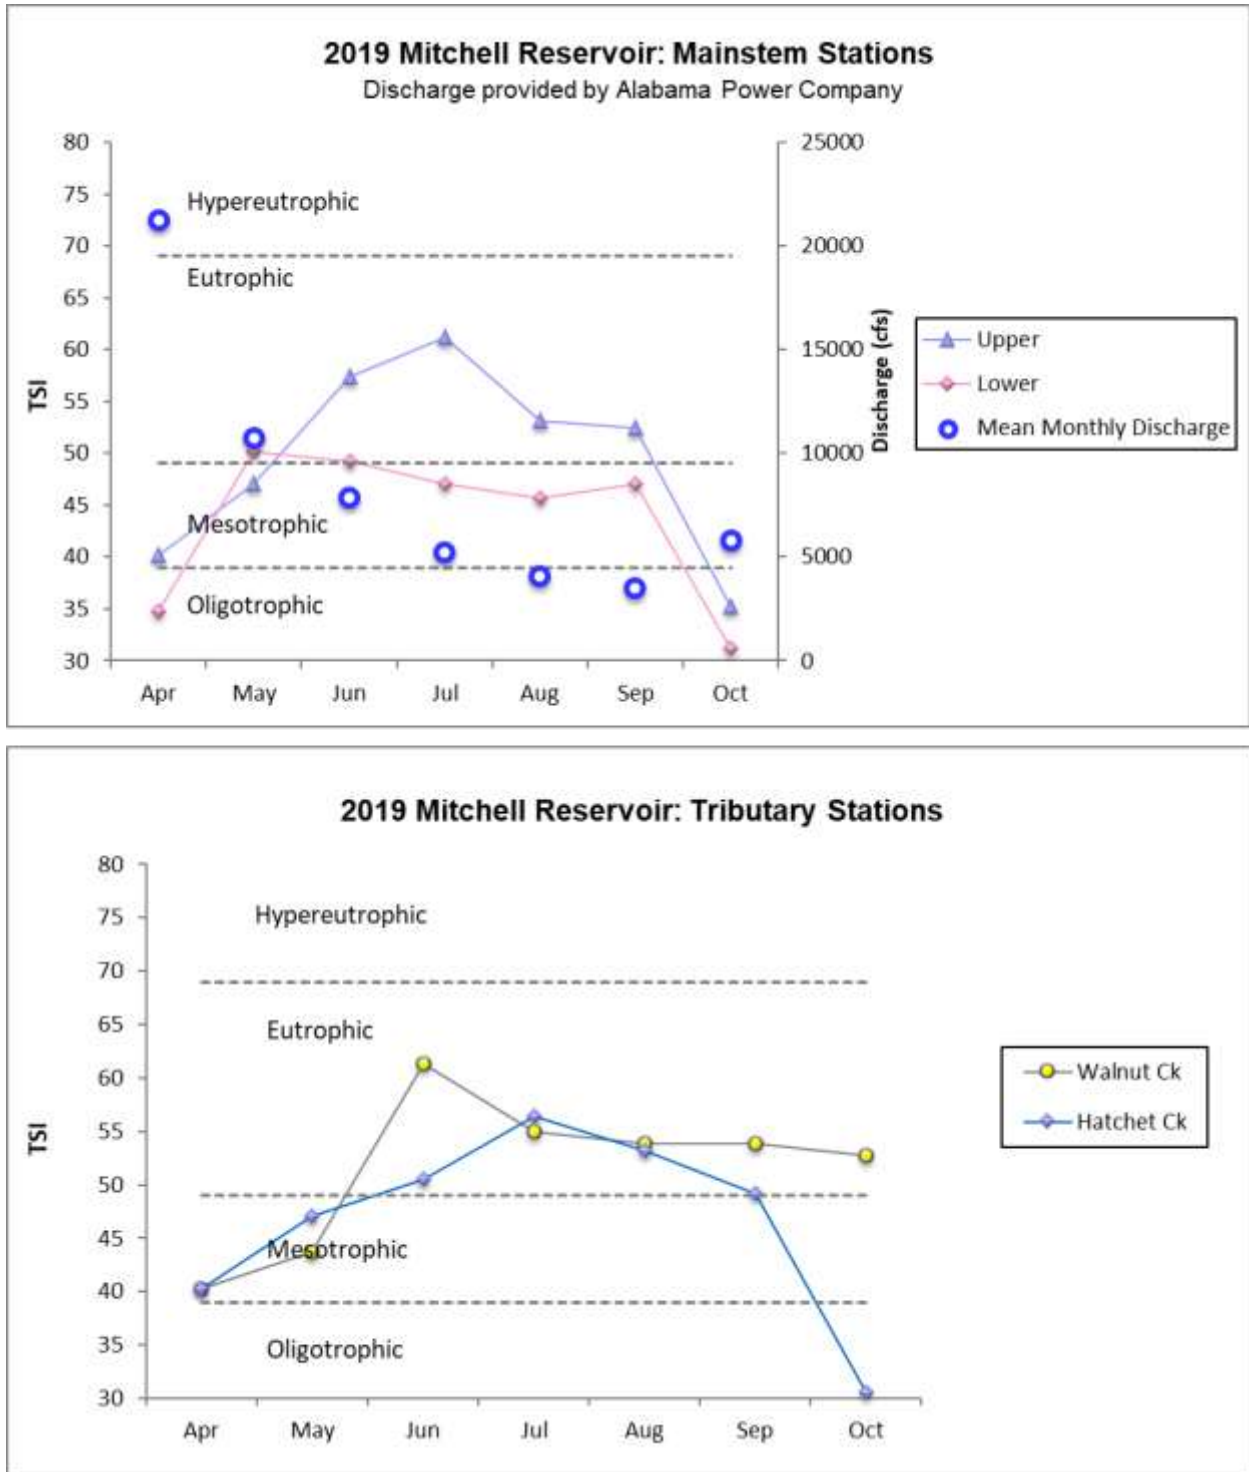 2019 Mitchell Reservoir: Mainstem Stations
Discharge provided by Alabama Power Company
80
75
70
65
60
55
50
45
40
35
30
TSI
Hypereutrophic
Eutrophic
Mesotrophic
Oligotrophic
25000
20000
15000
10000
5000
0
Discharge (cfs)
Apr May Jun Jul Aug Sep Oct
Upper
Lower
Mean Monthly Discharge
2019 Mitchell Reservoir: Tributary Stations
80
75
70
65
60
55
50
45
40
35
30
TSI
Hypereutrophic
Eutrophic
Mesotrophic
Oligotrophic
Apr May Jun Jul Aug Sep Oct
Walnut Ck
Hatchet Ck